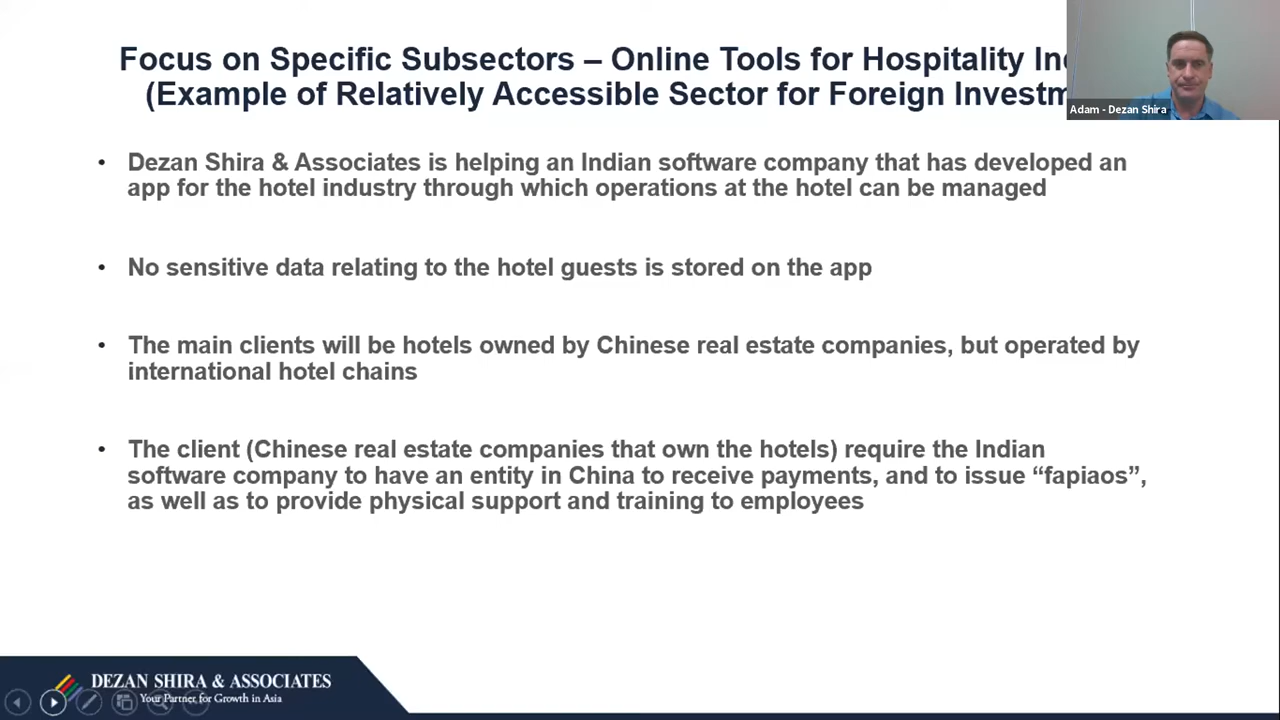 Focus on Specific Subsectors – Online Tools for Hospitality In
(Example of Relatively Accessible Sector for Foreign Investm
Adam - Dezan Shira
• Dezan Shira & Associates is helping an Indian software company that has developed an
app for the hotel industry through which operations at the hotel can be managed
• No sensitive data relating to the hotel guests is stored on the app
• The main clients will be hotels owned by Chinese real estate companies, but operated by
international hotel chains
• The client (Chinese real estate companies that own the hotels) require the Indian
software company to have an entity in China to receive payments, and to issue “fapiaos”,
as well as to provide physical support and training to employees
DEZAN SHIRA & ASSOCIATES
Your Partner for Growth in Asia